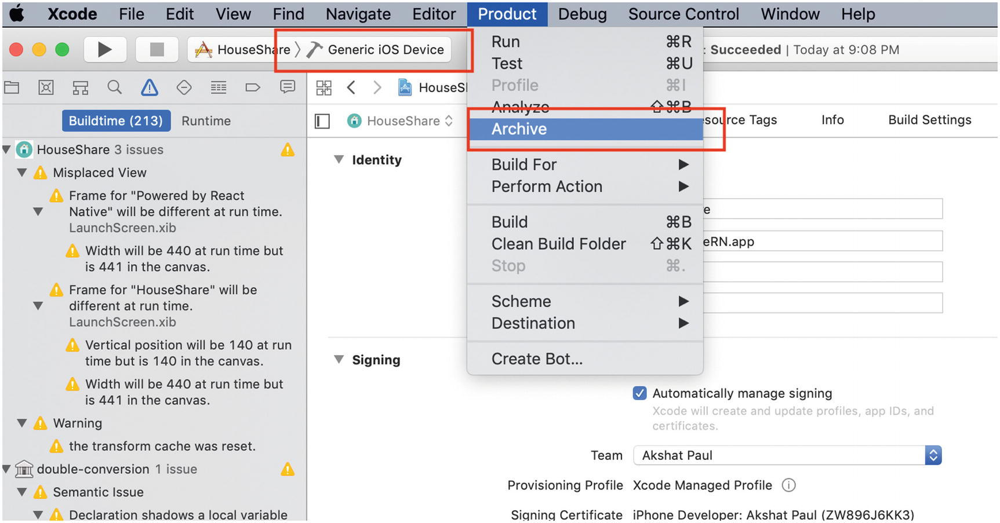 Xcode File Edit View Find Navigate Editor Product Debug Source Control Window Help
HouseShare 〉 Generic iOS Device
: Succeeded | Today at 9:08 PM
Buildtime (213) Runtime
HouseShare 3 issues
Misplaced View
Frame for "Powered by React
Native" will be different at run time.
LaunchScreen.xib
Width will be 440 at run time but
is 441 in the canvas.
Frame for "HouseShare" will be
different at run time.
LaunchScreen.xib
Vertical position will be 140 at run
time but is 140 in the canvas.
Width will be 440 at run time but
is 441 in the canvas.
Warning
the transform cache was reset.
double-conversion 1 issue
Semantic Issue
Declaration shadows a local variable
Run ⌘R
Test ⌘U
Profile ⌘I
Analyze ⇧⌘B
Archive
Build For ▶
Perform Action ▶
Build ⌘B
Clean Build Folder ⇧⌘K
Stop ⌘.
Scheme ▶
Destination ▶
Create Bot...
HouseSh
HouseShare
esource Tags Info Build Settings
Identity
e
eRN.app
Signing
Automatically manage signing
Xcode will create and update profiles, app IDs, and
certificates.
Team Akshat Paul
Provisioning Profile Xcode Managed Profile
Signing Certificate iPhone Developer: Akshat Paul (ZW896J6KK3)